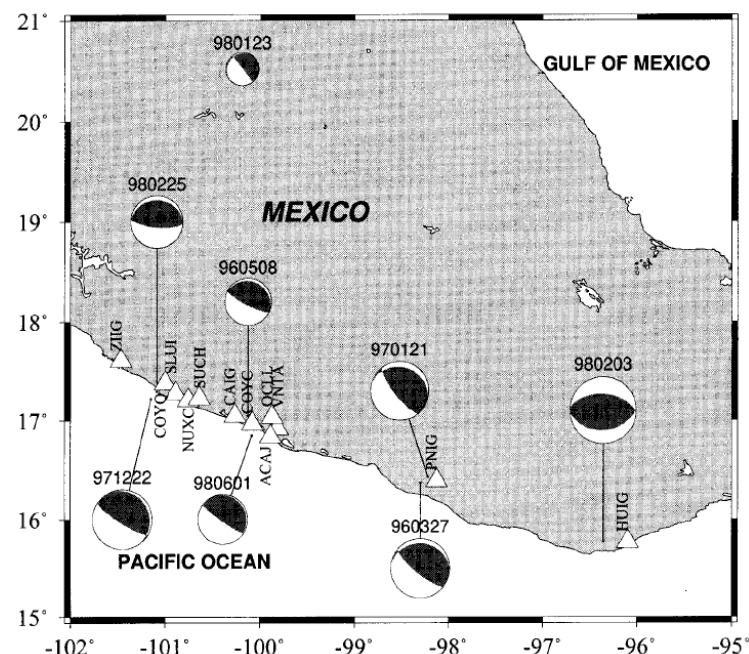 21°
980123
GULF OF MEXICO
20°
980225
19°
MEXICO
960508
18°
ZIIG
SLUI
SUCH
CAIG
COYC
QCLL
VNTA
970121
980203
17°
COYQ
NUXC
ACAJ
PNIG
971222
980601
HUIG
16°
960327
PACIFIC OCEAN
15°
-102° -101° -100° -99° -98° -97° -96° -95°